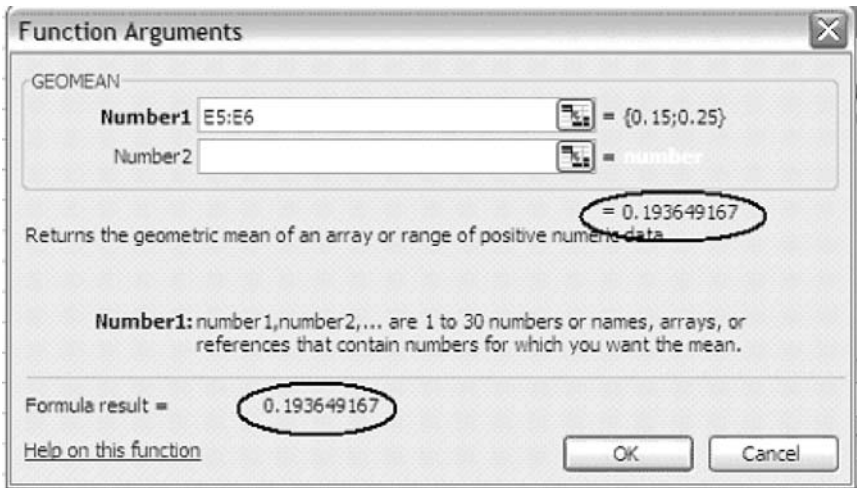 Function Arguments
GEOMEAN
Number1 E5:E6 = {0.15;0.25}
Number2 = number
= 0.193649167
Returns the geometric mean of an array or range of positive numeric data
Number1: number1,number2,... are 1 to 30 numbers or names, arrays, or
references that contain numbers for which you want the mean.
Formula result = 0.193649167
Help on this function OK Cancel